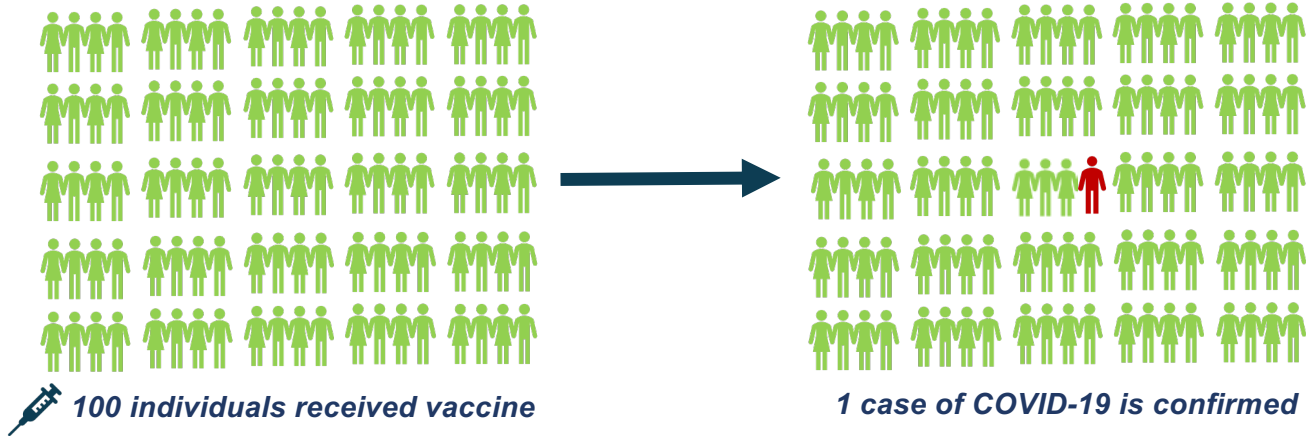 100 individuals received vaccine
1 case of COVID-19 is confirmed